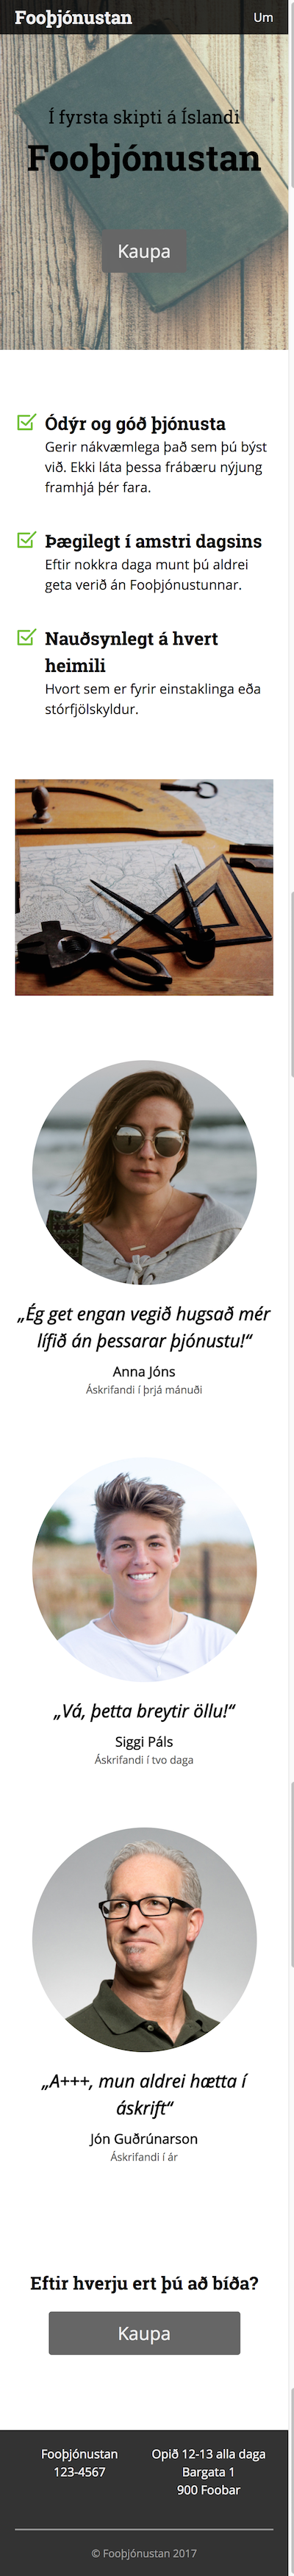 Fooþjónustan Um
Í fyrsta skipti á Íslandi
Fooþjónustan
Kaupa
Ódýr og góð þjónusta
Gerir nákvæmlega það sem þú býst
við. Ekki láta þessa frábæru nýjung
framhjá þér fara.
Þægilegt í amstri dagsins
Eftir nokkra daga munt þú aldrei
geta verið án Fooþjónustunnar.
Nauðsynlegt á hvert
heimili
Hvort sem er fyrir einstaklinga eða
stórfjölskyldur.
„Ég get engan vegið hugsað mér
lífið án þessarar þjónustu!“
Anna Jóns
Áskrifandi í þrjá mánuði
„Vá, þetta breytir öllu!“
Siggi Páls
Áskrifandi í tvo daga
„A+++, mun aldrei hætta í
áskrift“
Jón Guðrúnarson
Áskrifandi í ár
Eftir hverju ert þú að bíða?
Kaupa
Fooþjónustan
123-4567
Opið 12-13 alla daga
Bargata 1
900 Foobar
© Fooþjónustan 2017